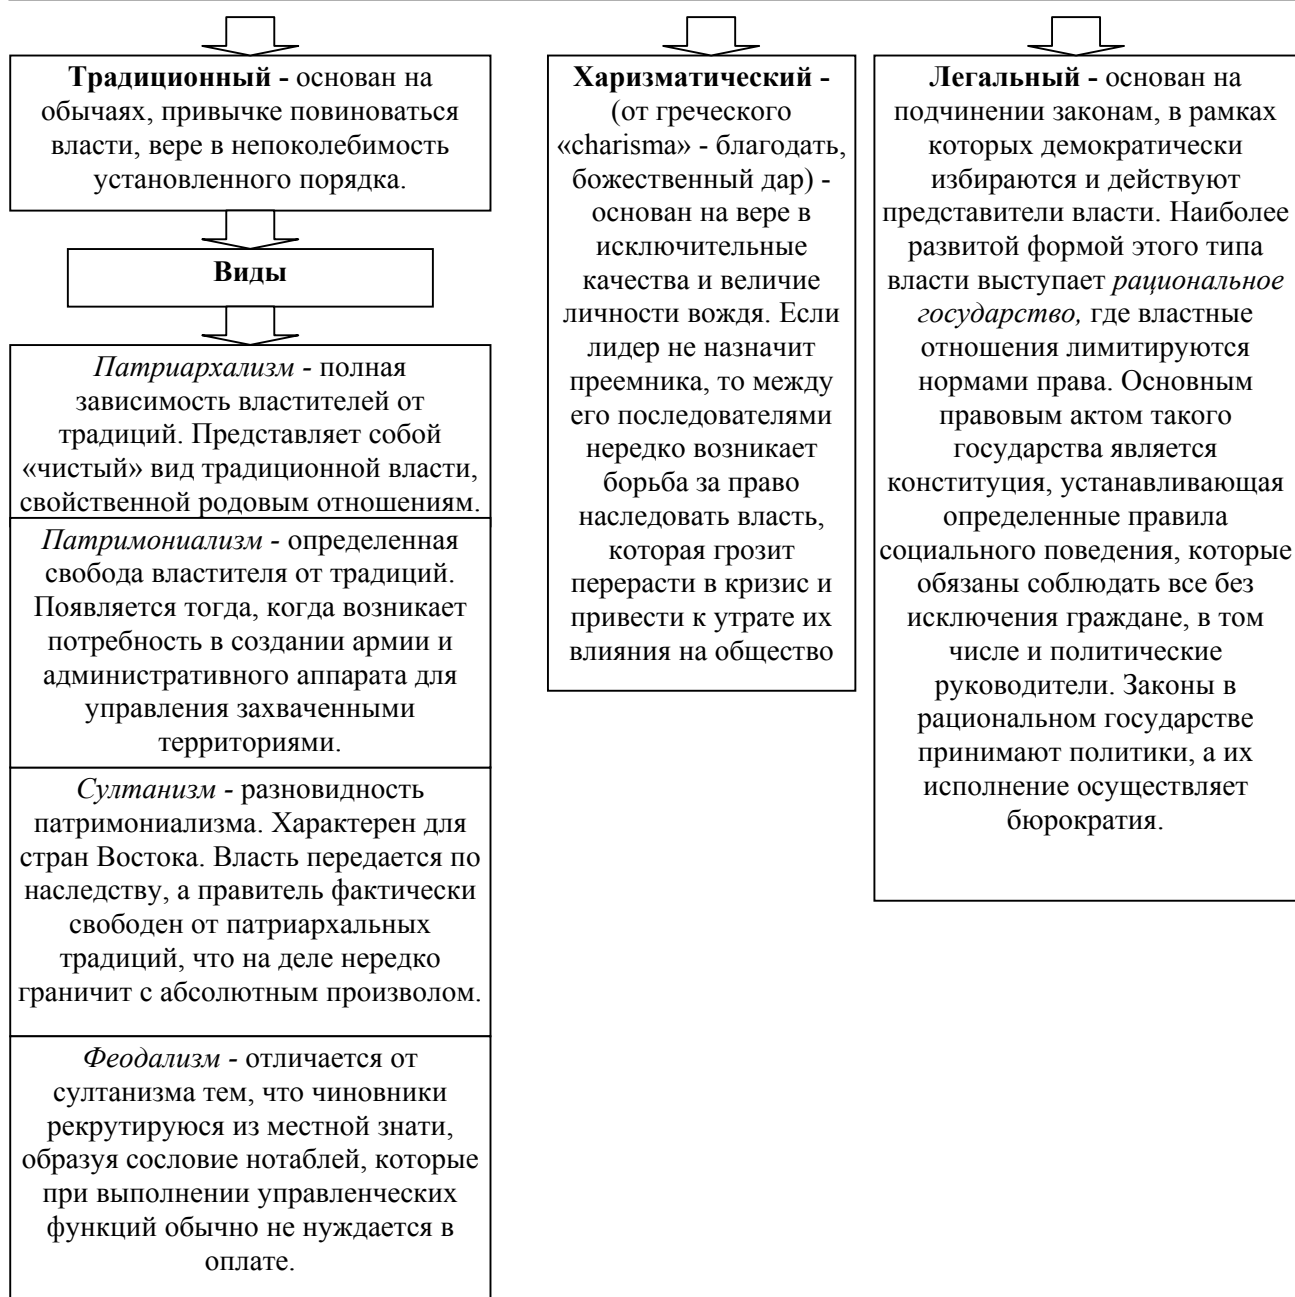 Традиционный - основан на
обычаях, привычке повиноваться
власти, вере в непоколебимость
установленного порядка.
Виды
Патриархализм - полная
зависимость властителей от
традиций. Представляет собой
«чистый» вид традиционной власти,
свойственной родовым отношениям.
Патримониализм - определенная
свобода властителя от традиций.
Появляется тогда, когда возникает
потребность в создании армии и
административного аппарата для
управления захваченными
территориями.
Султанизм - разновидность
патримониализма. Характерен для
стран Востока. Власть передается по
наследству, а правитель фактически
свободен от патриархальных
традиций, что на деле нередко
граничит с абсолютным произволом.
Феодализм - отличается от
султанизма тем, что чиновники
рекрутируюся из местной знати,
образуя сословие нотаблей, которые
при выполнении управленческих
функций обычно не нуждается в
оплате.
Харизматический -
(от греческого
«charisma» - благодать,
божественный дар) -
основан на вере в
исключительные
качества и величие
личности вождя. Если
лидер не назначит
преемника, то между
его последователями
нередко возникает
борьба за право
наследовать власть,
которая грозит
перерасти в кризис и
привести к утрате их
влияния на общество
Легальный - основан на
подчинении законам, в рамках
которых демократически
избираются и действуют
представители власти. Наиболее
развитой формой этого типа
власти выступает рациональное
государство, где властные
отношения лимитируются
нормами права. Основным
правовым актом такого
государства является
конституция, устанавливающая
определенные правила
социального поведения, которые
обязаны соблюдать все без
исключения граждане, в том
числе и политические
руководители. Законы в
рациональном государстве
принимают политики, а их
исполнение осуществляет
бюрократия.